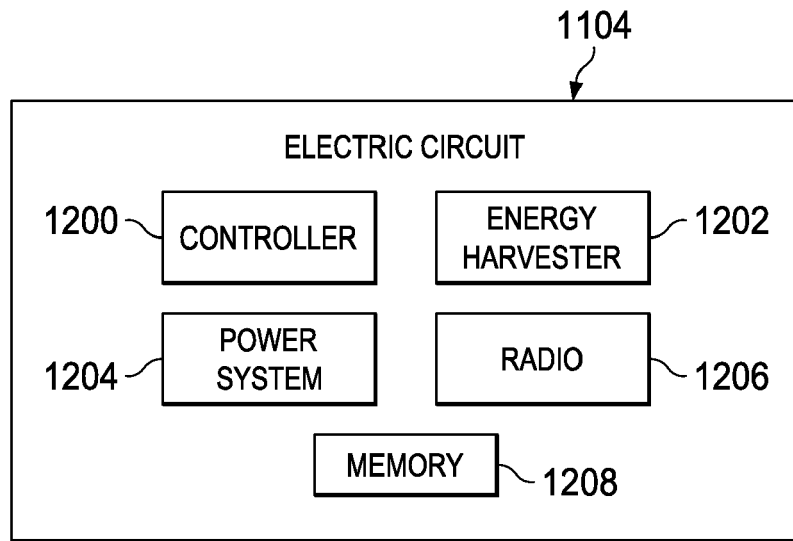 1104
ELECTRIC CIRCUIT
1200
CONTROLLER
ENERGY
HARVESTER
1202
1204
POWER
SYSTEM
RADIO
1206
MEMORY
1208